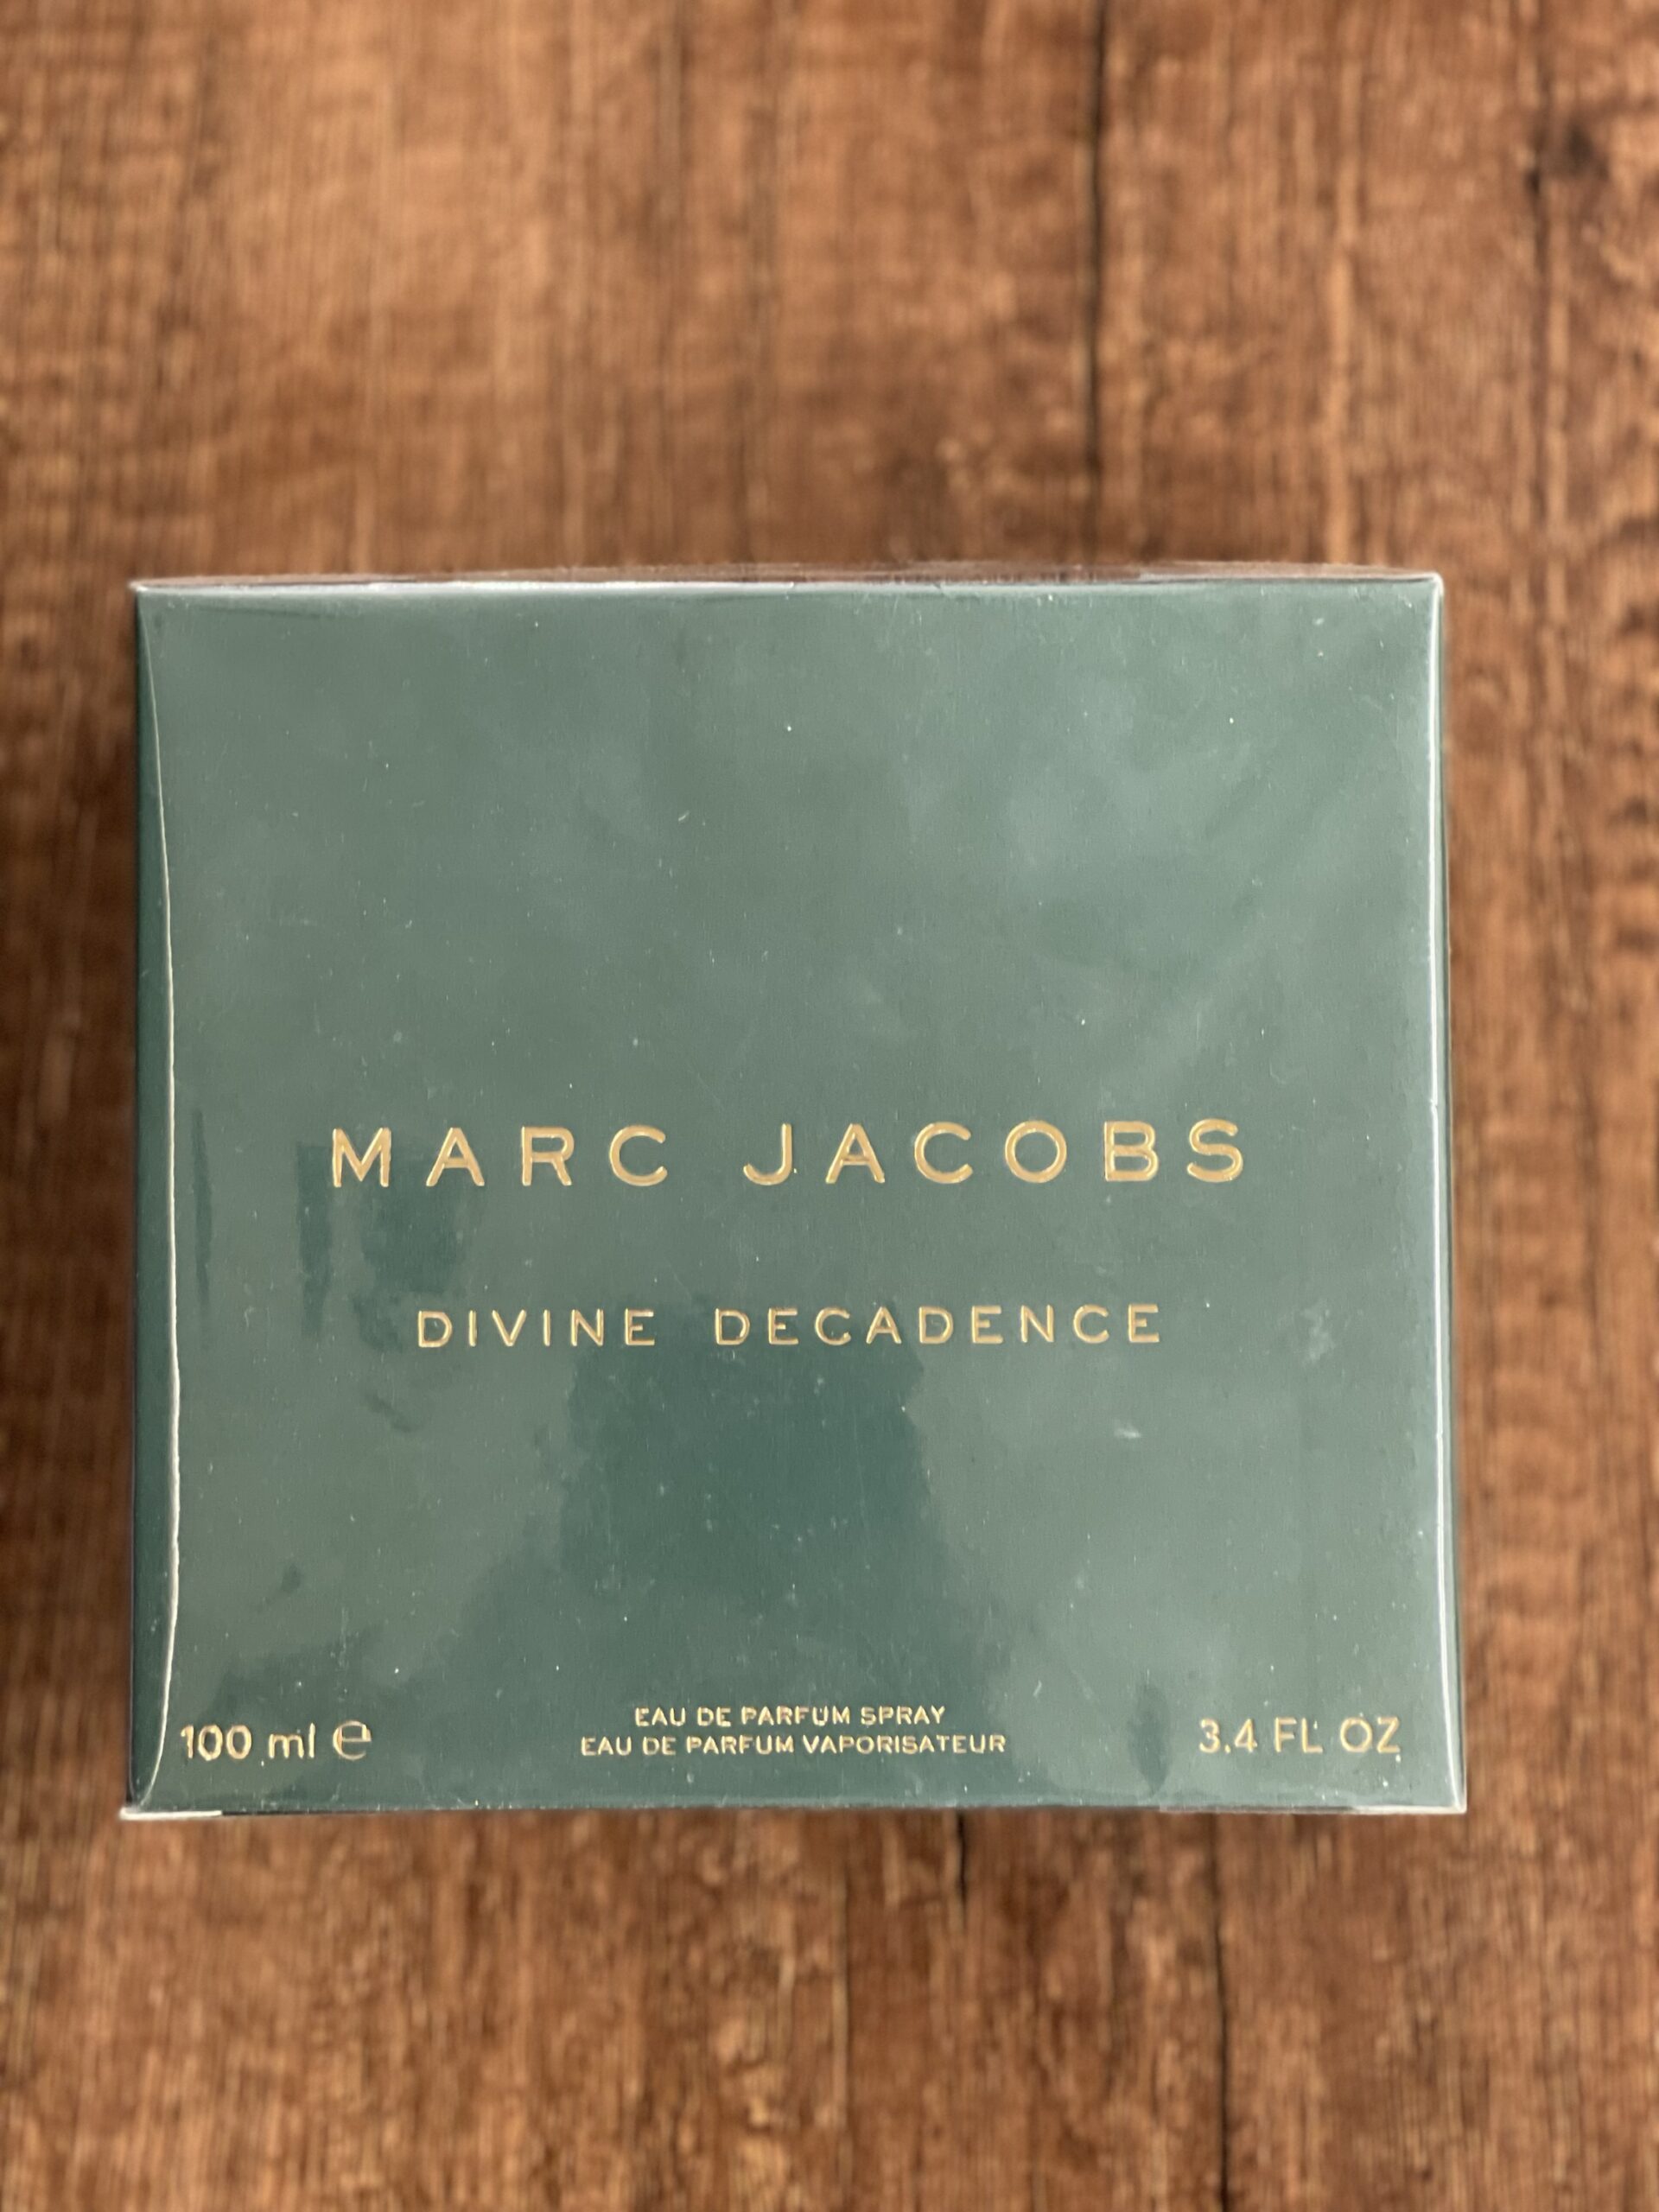 MARC JACOBS
DIVINE DECADENCE
100 ml ℮
EAU DE PARFUM SPRAY
EAU DE PARFUM VAPORISATEUR
3.4 FL OZ